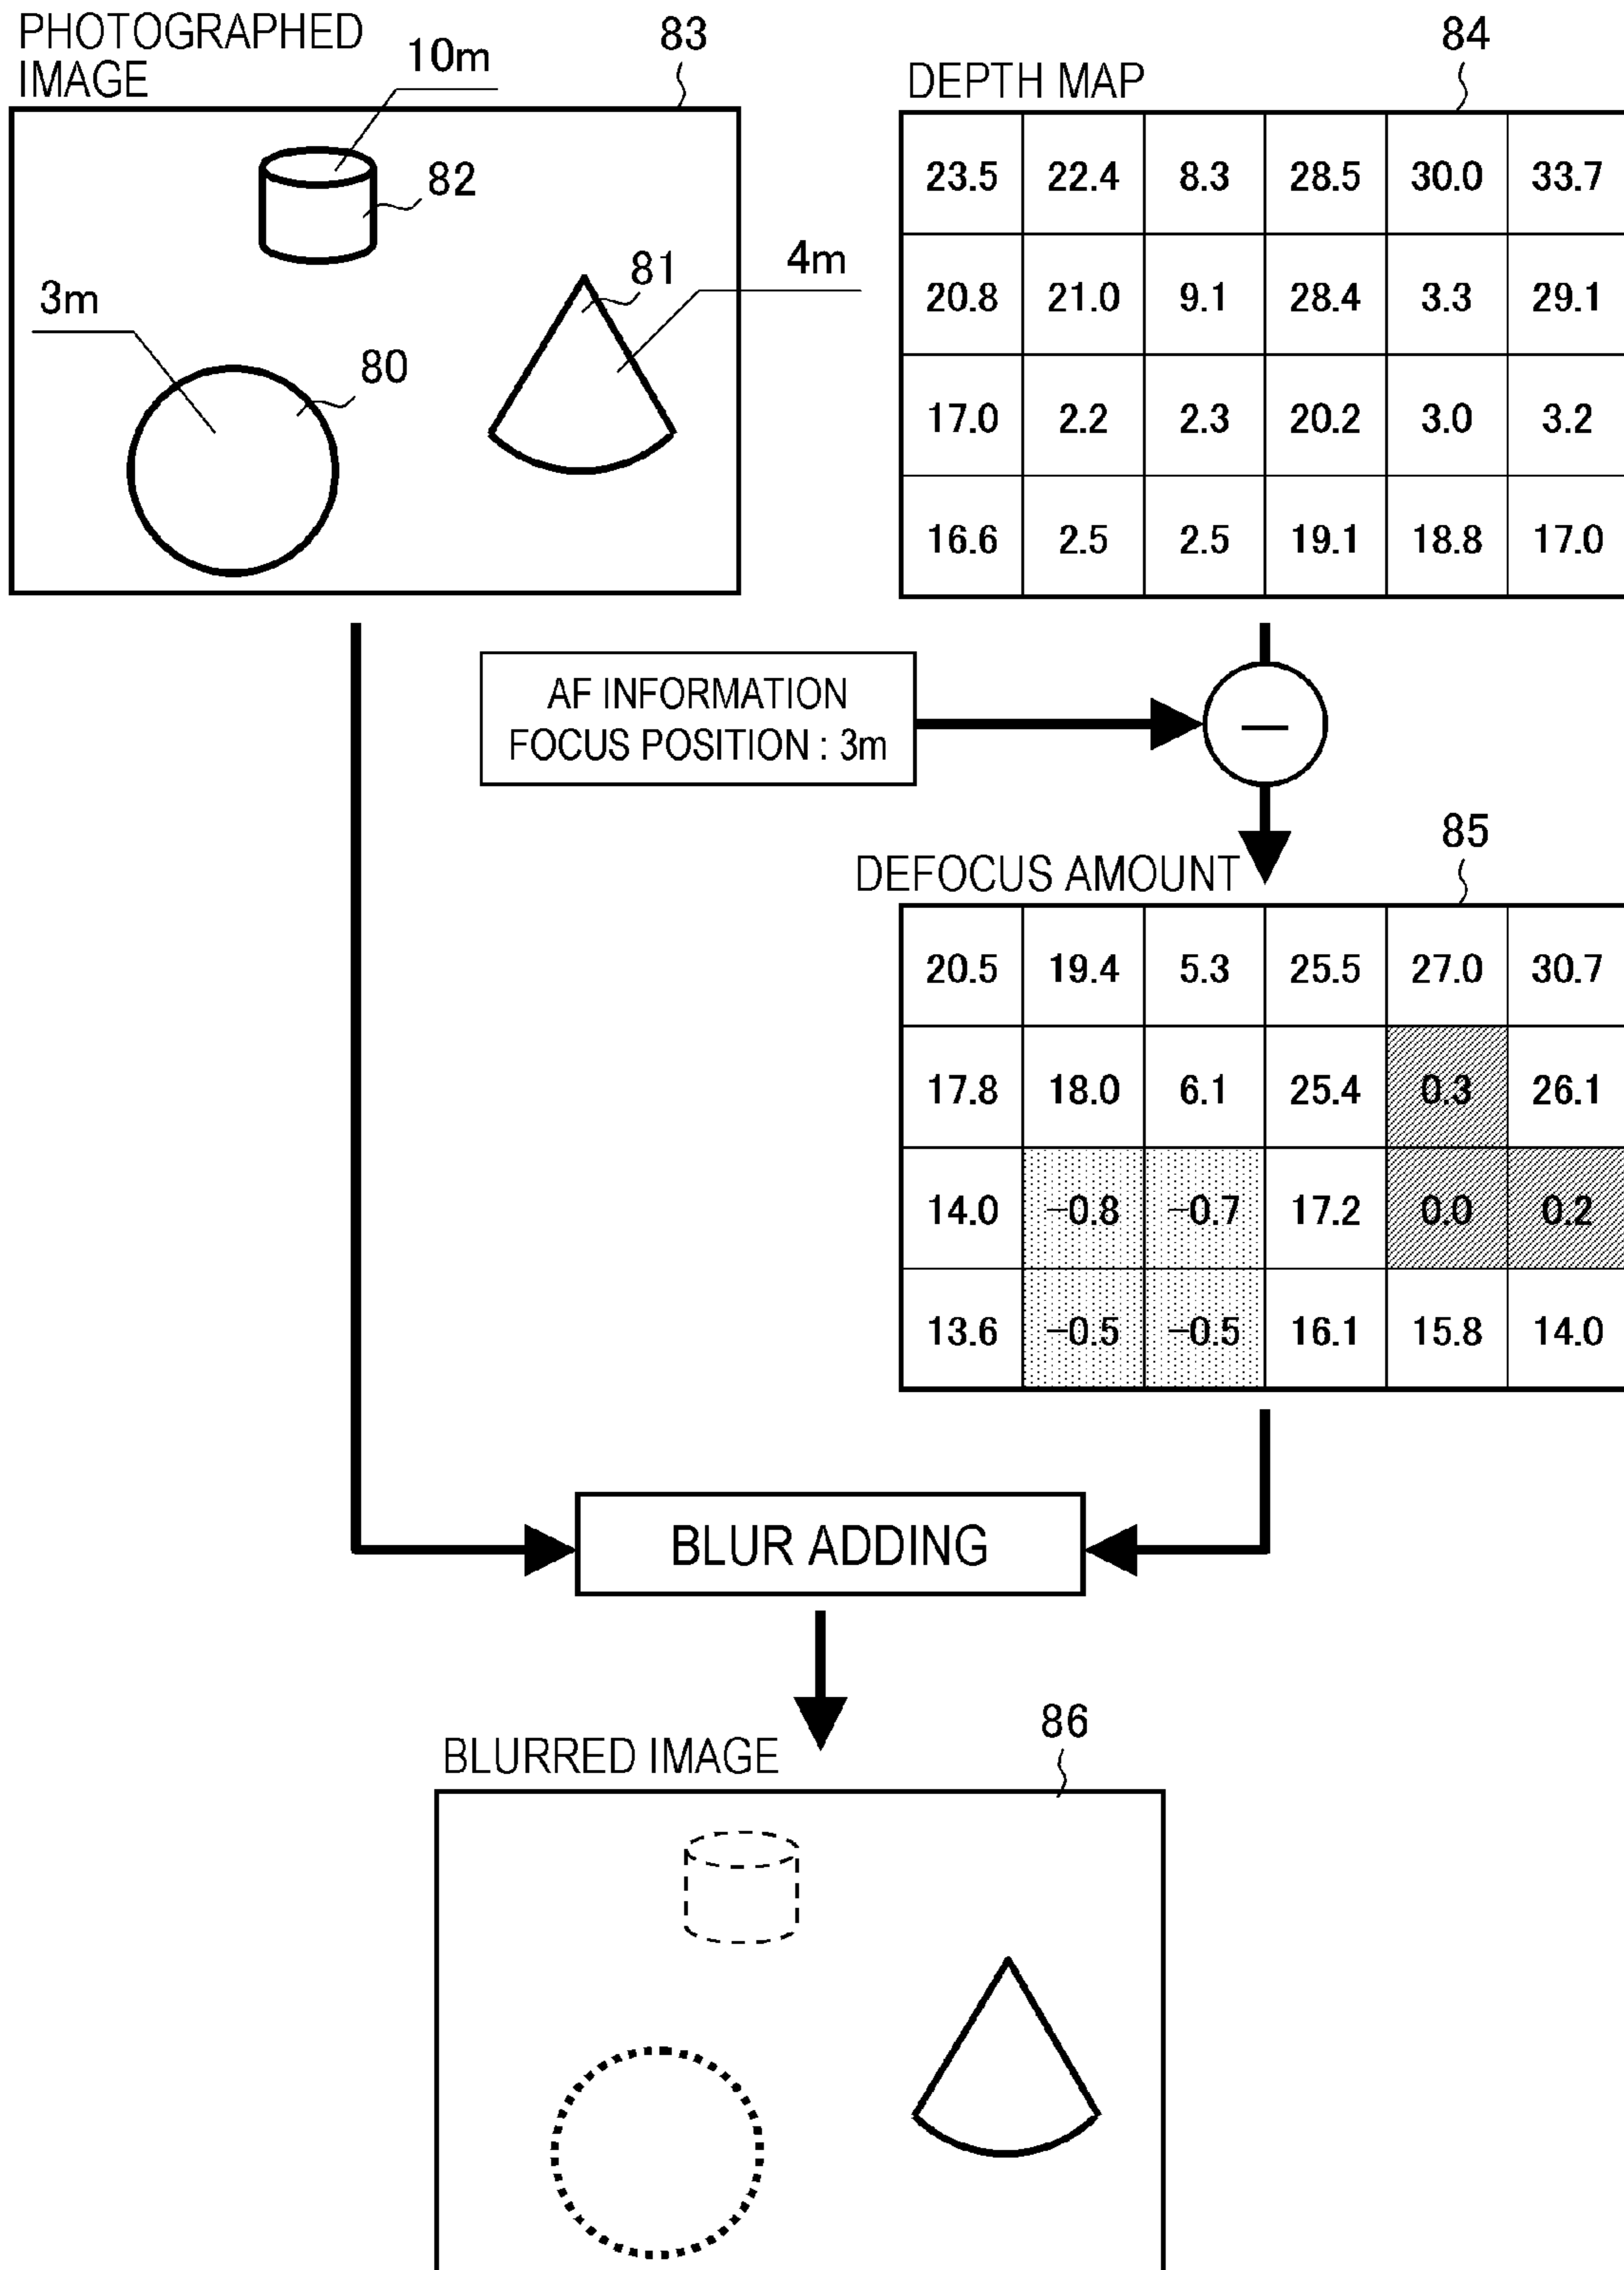 PHOTOGRAPHED
IMAGE
10m
83
82
81
4m
3m
80
DEPTH MAP
84
23.5 22.4 8.3 28.5 30.0 33.7
20.8 21.0 9.1 28.4 3.3 29.1
17.0 2.2 2.3 20.2 3.0 3.2
16.6 2.5 2.5 19.1 18.8 17.0
AF INFORMATION
FOCUS POSITION : 3m
−
DEFOCUS AMOUNT
85
20.5 19.4 5.3 25.5 27.0 30.7
17.8 18.0 6.1 25.4 0.3 26.1
14.0 −0.8 −0.7 17.2 0.0 0.2
13.6 −0.5 −0.5 16.1 15.8 14.0
BLUR ADDING
BLURRED IMAGE
86